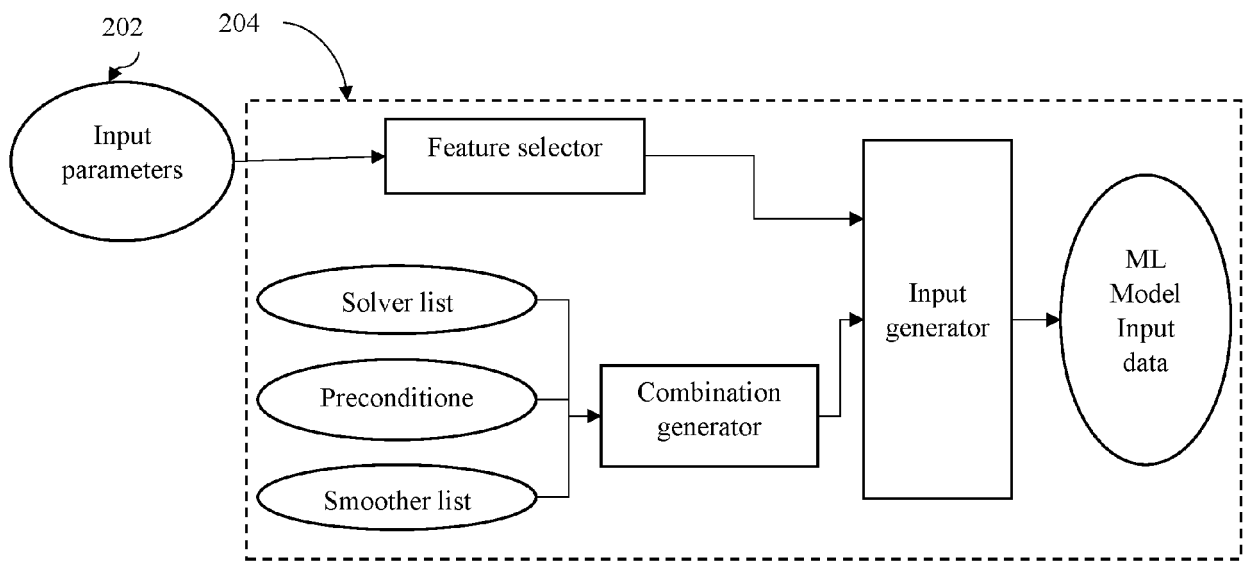 202
204
Input
parameters
Feature selector
Solver list
Preconditione
Smoother list
Combination
generator
Input
generator
ML
Model
Input
data